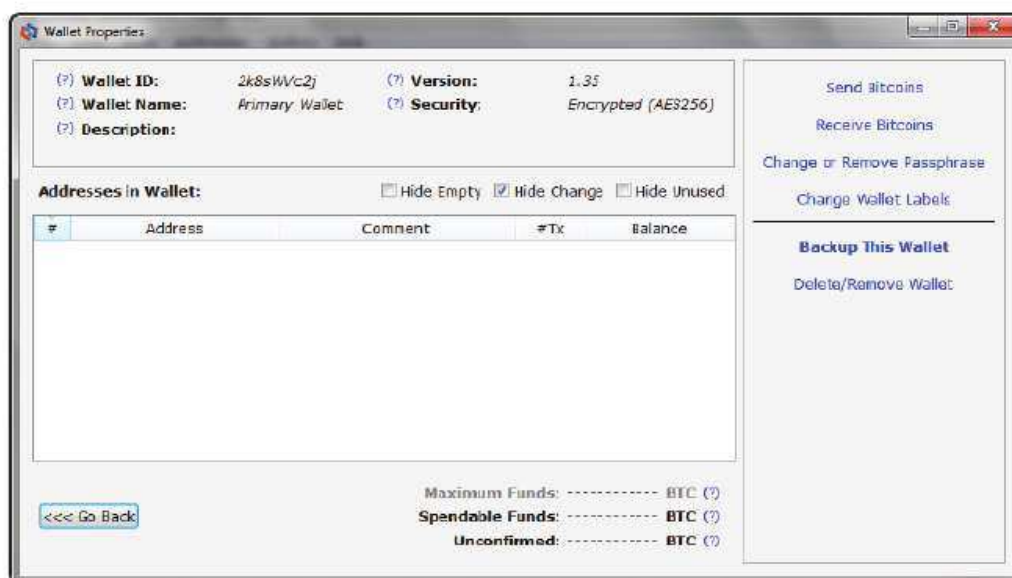 Wallet Properties
(?) Wallet ID: 2k8sWVc2j (?) Version: 1.35
(?) Wallet Name: Primary Wallet (?) Security: Encrypted (AES256)
(?) Description:
Addresses in Wallet: Hide Empty Hide Change Hide Unused
# Address Comment #Tx Balance
Maximum Funds: ------------ BTC (?)
Spendable Funds: ------------ BTC (?)
Unconfirmed: ------------ BTC (?)
<<< Go Back
Send Bitcoins
Receive Bitcoins
Change or Remove Passphrase
Change Wallet Labels
Backup This Wallet
Delete/Remove Wallet